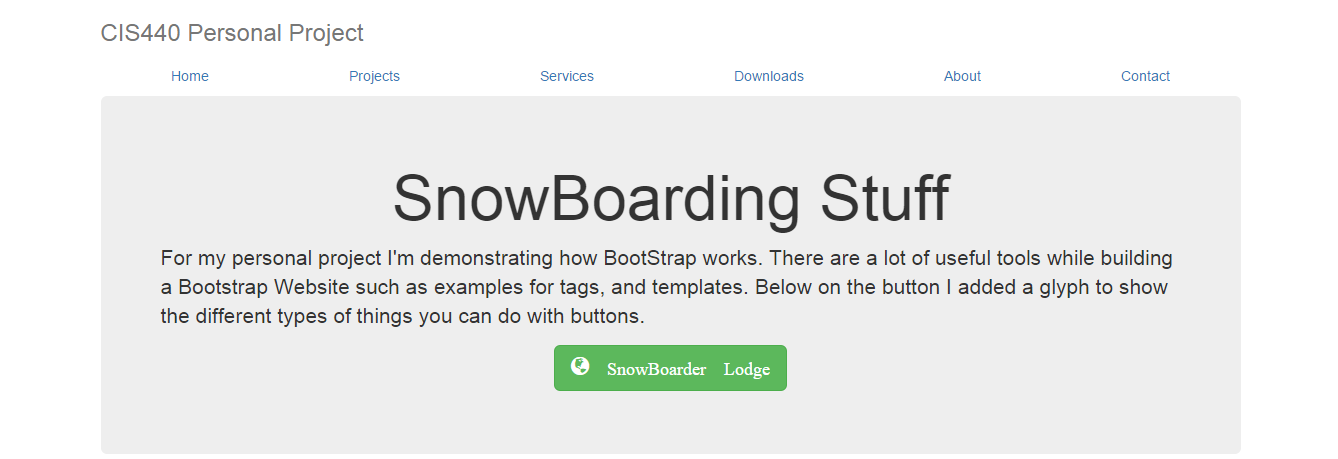 CIS440 Personal Project
Home Projects Services Downloads About Contact
SnowBoarding Stuff
For my personal project I'm demonstrating how BootStrap works. There are a lot of useful tools while building
a Bootstrap Website such as examples for tags, and templates. Below on the button I added a glyph to show
the different types of things you can do with buttons.
SnowBoarder Lodge